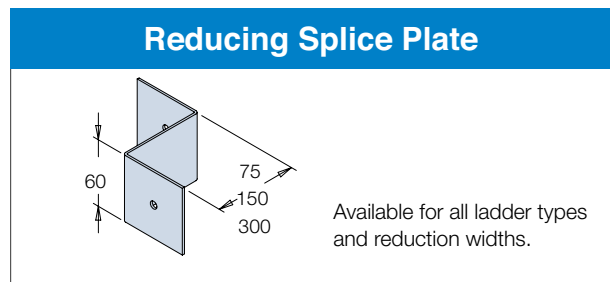 Reducing Splice Plate
60
75
150
300
Available for all ladder types
and reduction widths.